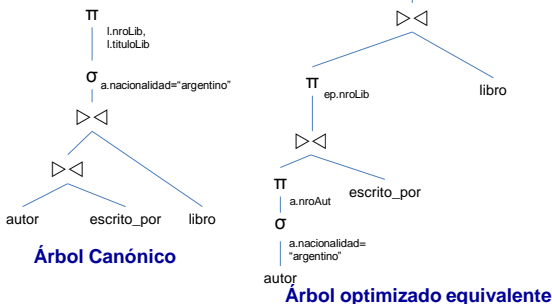 π
l.nroLib,
l.tituloLib
σ
a.nacionalidad="argentino"
⋈
⋈
autor
escrito_por
libro
Árbol Canónico
⋈
π
ep.nroLib
libro
⋈
π
a.nroAut
escrito_por
σ
a.nacionalidad=
"argentino"
autor
Árbol optimizado equivalente